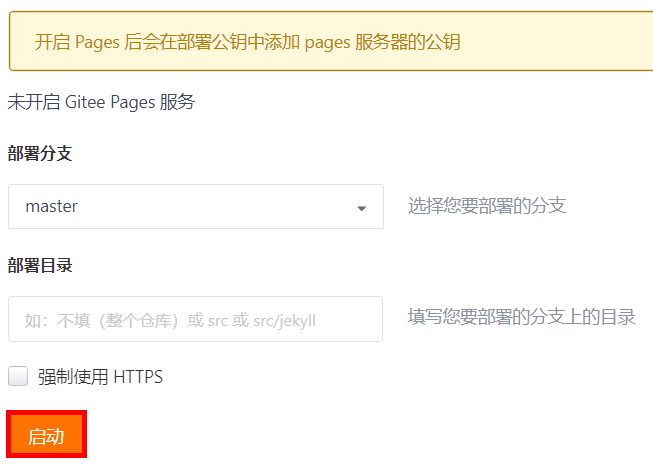 开启 Pages 后会在部署公钥中添加 pages 服务器的公钥
未开启 Gitee Pages 服务
部署分支
master 选择您要部署的分支
部署目录
如：不填（整个仓库）或 src 或 src/jekyll 填写您要部署的分支上的目录
强制使用 HTTPS
启动